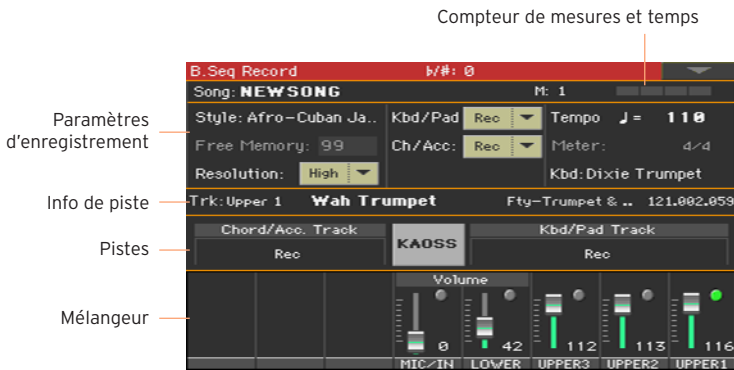 Compteur de mesures et temps
B.Seq Record ♭/#: 0
Song: NEWSONG M: 1
Paramètres d'enregistrement
Style: Afro-Cuban Ja.. Kbd/Pad Rec Tempo ♩ = 110
Free Memory: 99 Ch/Acc: Rec Meter: 4/4
Resolution: High Kbd: Dixie Trumpet
Info de piste
Trk: Upper 1 Wah Trumpet Fty-Trumpet & .. 121.002.059
Pistes
Chord/Acc. Track KAOSS Kbd/Pad Track
Rec Rec
Mélangeur
Volume
0 42 112 113 116
MIC/IN LOWER UPPER3 UPPER2 UPPER1